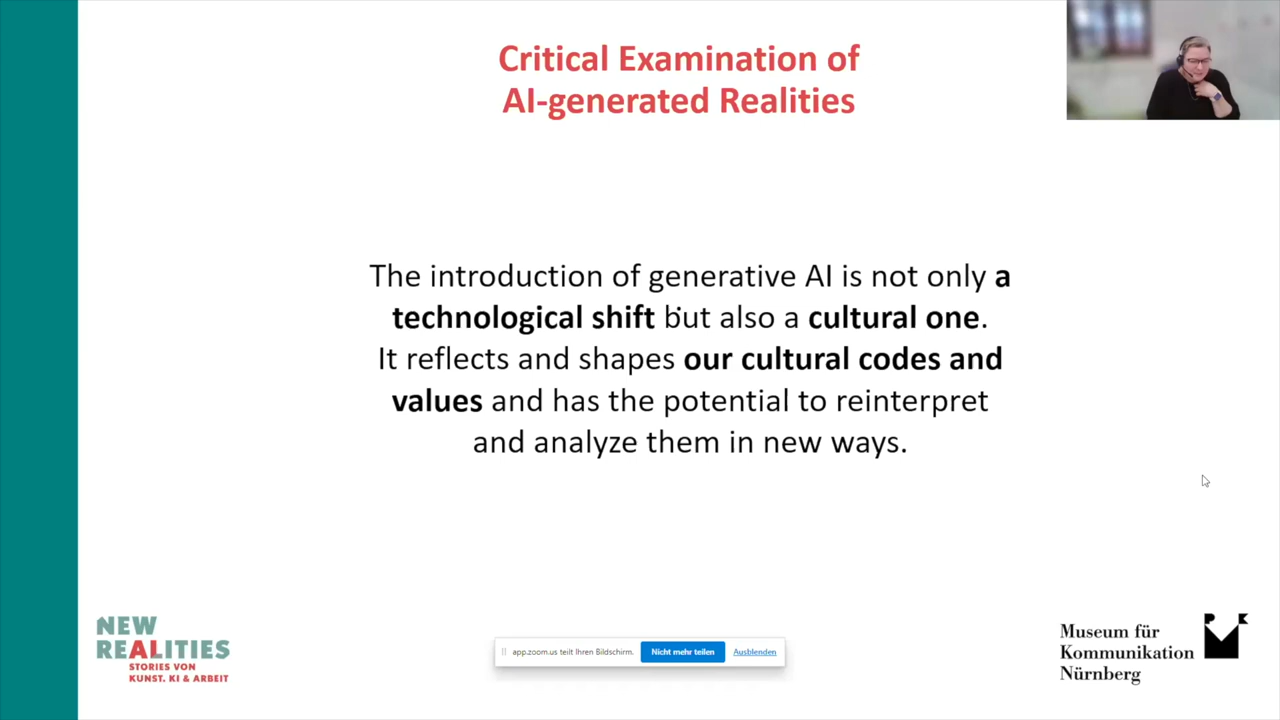 Critical Examination of
AI-generated Realities
The introduction of generative AI is not only a
technological shift but also a cultural one.
It reflects and shapes our cultural codes and
values and has the potential to reinterpret
and analyze them in new ways.
NEW
REALITIES
STORIES VON
KUNST. KI & ARBEIT
app.zoom.us teilt Ihren Bildschirm.
Nicht mehr teilen
Ausblenden
Museum für
Kommunikation
Nürnberg